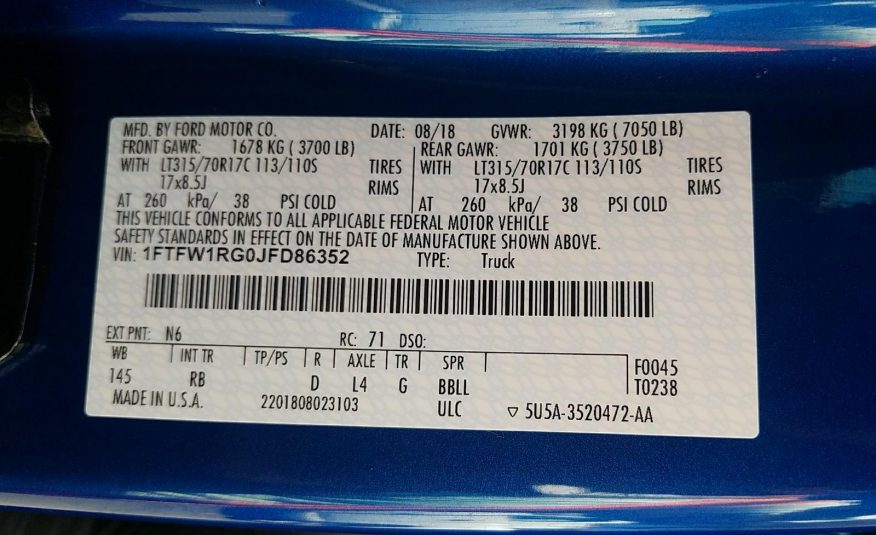 MFD. BY FORD MOTOR CO. DATE: 08/18 GVWR: 3198 KG ( 7050 LB)
FRONT GAWR: 1678 KG ( 3700 LB) REAR GAWR: 1701 KG ( 3750 LB)
WITH LT315/70R17C 113/110S TIRES WITH LT315/70R17C 113/110S TIRES
17x8.5J RIMS 17x8.5J RIMS
AT 260 kPa/ 38 PSI COLD AT 260 kPa/ 38 PSI COLD
THIS VEHICLE CONFORMS TO ALL APPLICABLE FEDERAL MOTOR VEHICLE
SAFETY STANDARDS IN EFFECT ON THE DATE OF MANUFACTURE SHOWN ABOVE.
VIN: 1FTFW1RG0JFD86352 TYPE: Truck
EXT PNT: N6 RC: 71 DSO:
WB INT TR TP/PS R AXLE TR SPR F0045
145 RB D L4 G BBLL T0238
MADE IN U.S.A. 2201808023103 ULC ▽ 5U5A-3520472-AA